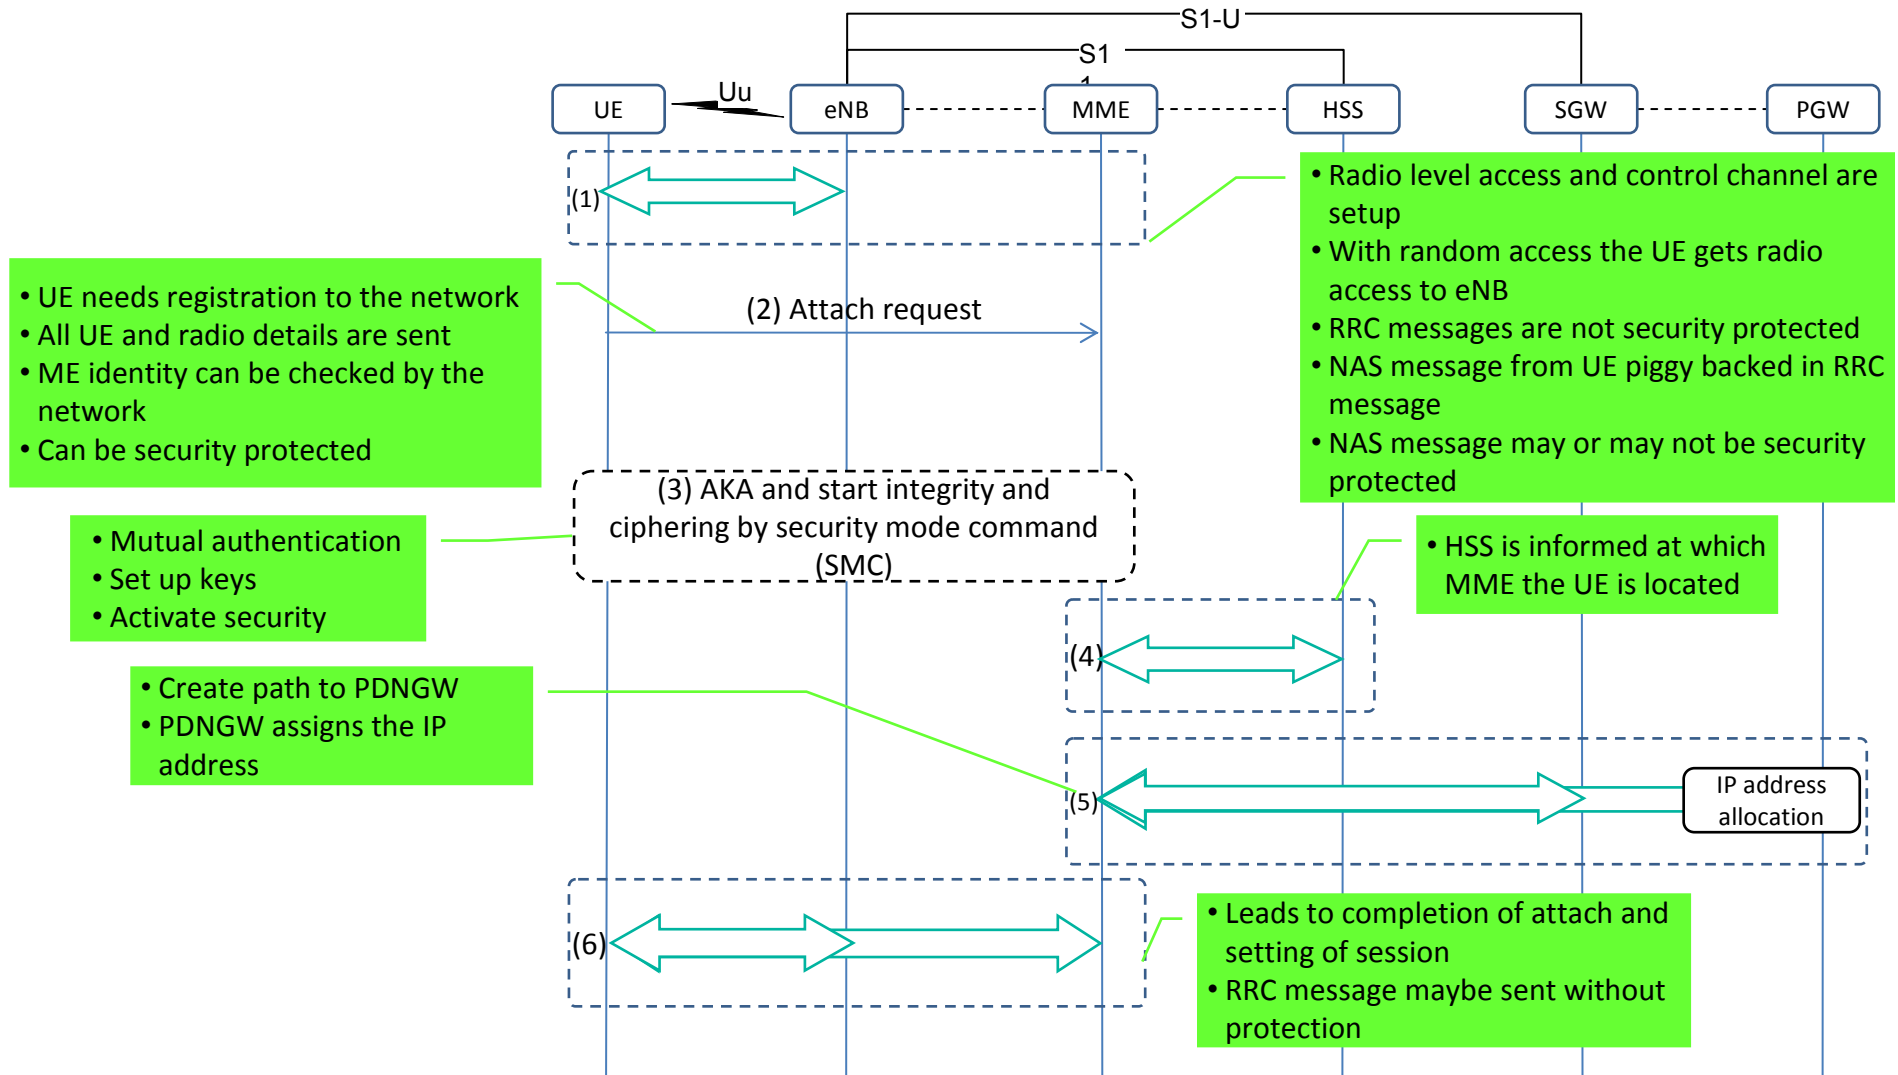 S1-U
S1
1
Uu
UE
eNB
MME
HSS
SGW
PGW
(1)
• Radio level access and control channel are
setup
• With random access the UE gets radio
access to eNB
• RRC messages are not security protected
• NAS message from UE piggy backed in RRC
message
• NAS message may or may not be security
protected
• UE needs registration to the network
• All UE and radio details are sent
• ME identity can be checked by the
network
• Can be security protected
(2) Attach request
(3) AKA and start integrity and
ciphering by security mode command
(SMC)
• Mutual authentication
• Set up keys
• Activate security
• HSS is informed at which
MME the UE is located
(4)
• Create path to PDNGW
• PDNGW assigns the IP
address
(5)
IP address
allocation
(6)
• Leads to completion of attach and
setting of session
• RRC message maybe sent without
protection